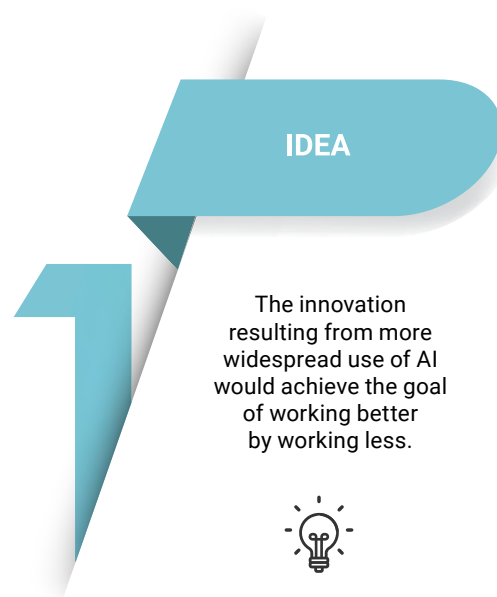 IDEA
1
The innovation
resulting from more
widespread use of AI
would achieve the goal
of working better
by working less.